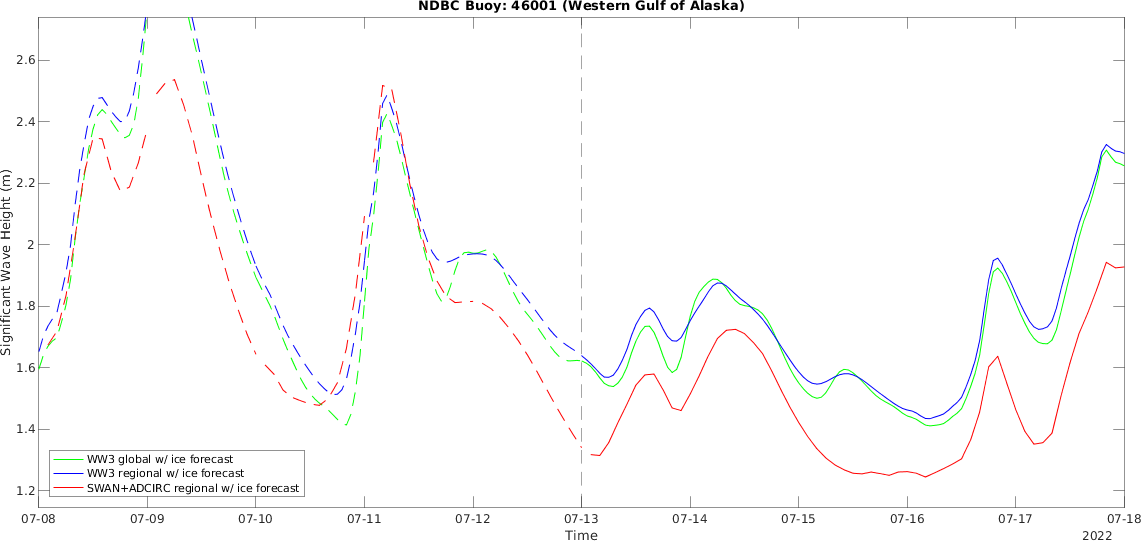 NDBC Buoy: 46001 (Western Gulf of Alaska)
Significant Wave Height (m)
2.6
2.4
2.2
2
1.8
1.6
1.4
1.2
WW3 global w/ ice forecast
WW3 regional w/ ice forecast
SWAN+ADCIRC regional w/ ice forecast
07-08 07-09 07-10 07-11 07-12 07-13 07-14 07-15 07-16 07-17 07-18
Time
2022